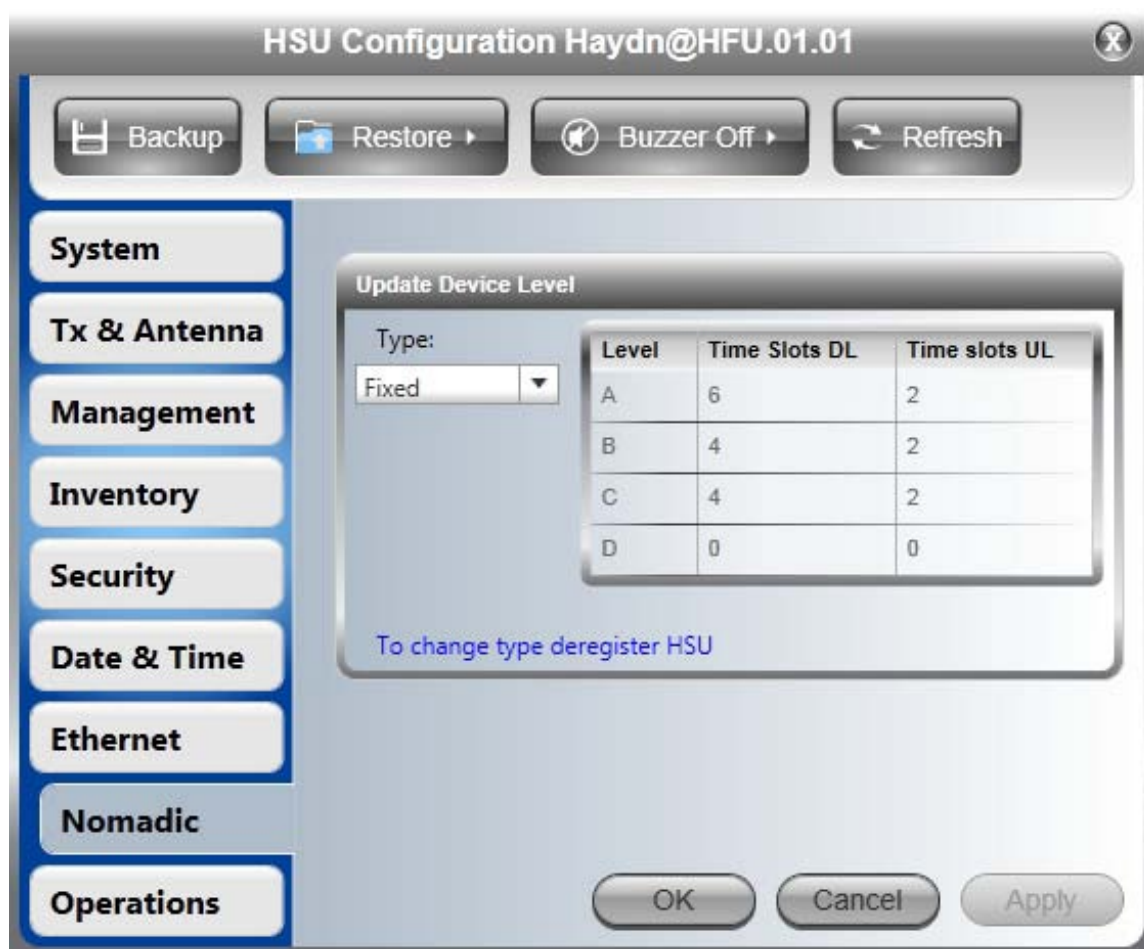 HSU Configuration Haydn@HFU.01.01
X
Backup Restore Buzzer Off Refresh
System
Tx & Antenna
Management
Inventory
Security
Date & Time
Ethernet
Nomadic
Operations
Update Device Level
Type:
Fixed
Level Time Slots DL Time slots UL
A 6 2
B 4 2
C 4 2
D 0 0
To change type deregister HSU
OK Cancel Apply